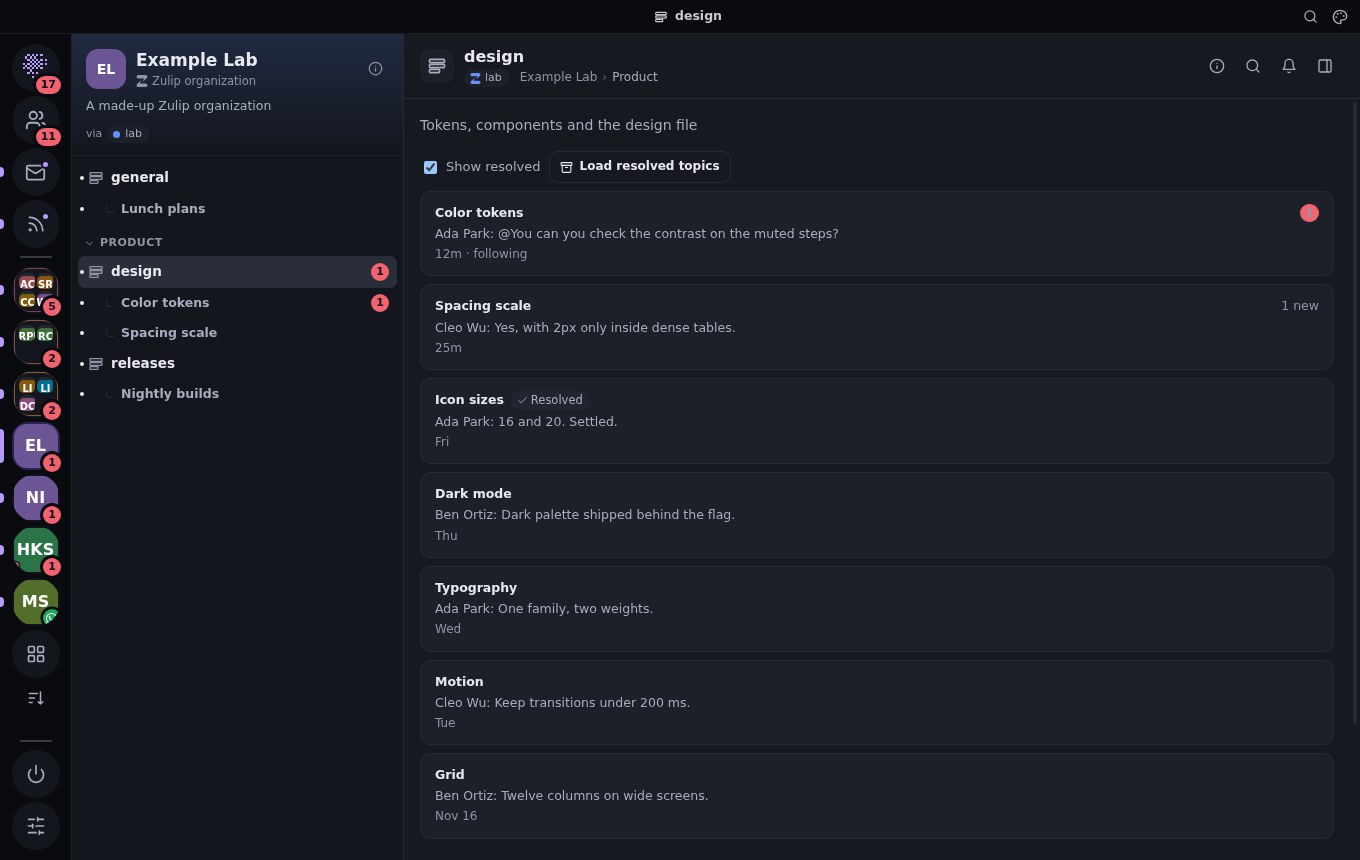 design
17
11
5
2
2
1
1
1
AC
SR
CC
RP
RC
LI
LI
DC
EL
NI
HKS
MS
EL
Example Lab
Zulip organization
A made-up Zulip organization
via lab
general
Lunch plans
PRODUCT
design 1
Color tokens 1
Spacing scale
releases
Nightly builds
design
lab Example Lab › Product
Tokens, components and the design file
Show resolved Load resolved topics
Color tokens
Ada Park: @You can you check the contrast on the muted steps?
12m · following
Spacing scale 1 new
Cleo Wu: Yes, with 2px only inside dense tables.
25m
Icon sizes Resolved
Ada Park: 16 and 20. Settled.
Fri
Dark mode
Ben Ortiz: Dark palette shipped behind the flag.
Thu
Typography
Ada Park: One family, two weights.
Wed
Motion
Cleo Wu: Keep transitions under 200 ms.
Tue
Grid
Ben Ortiz: Twelve columns on wide screens.
Nov 16